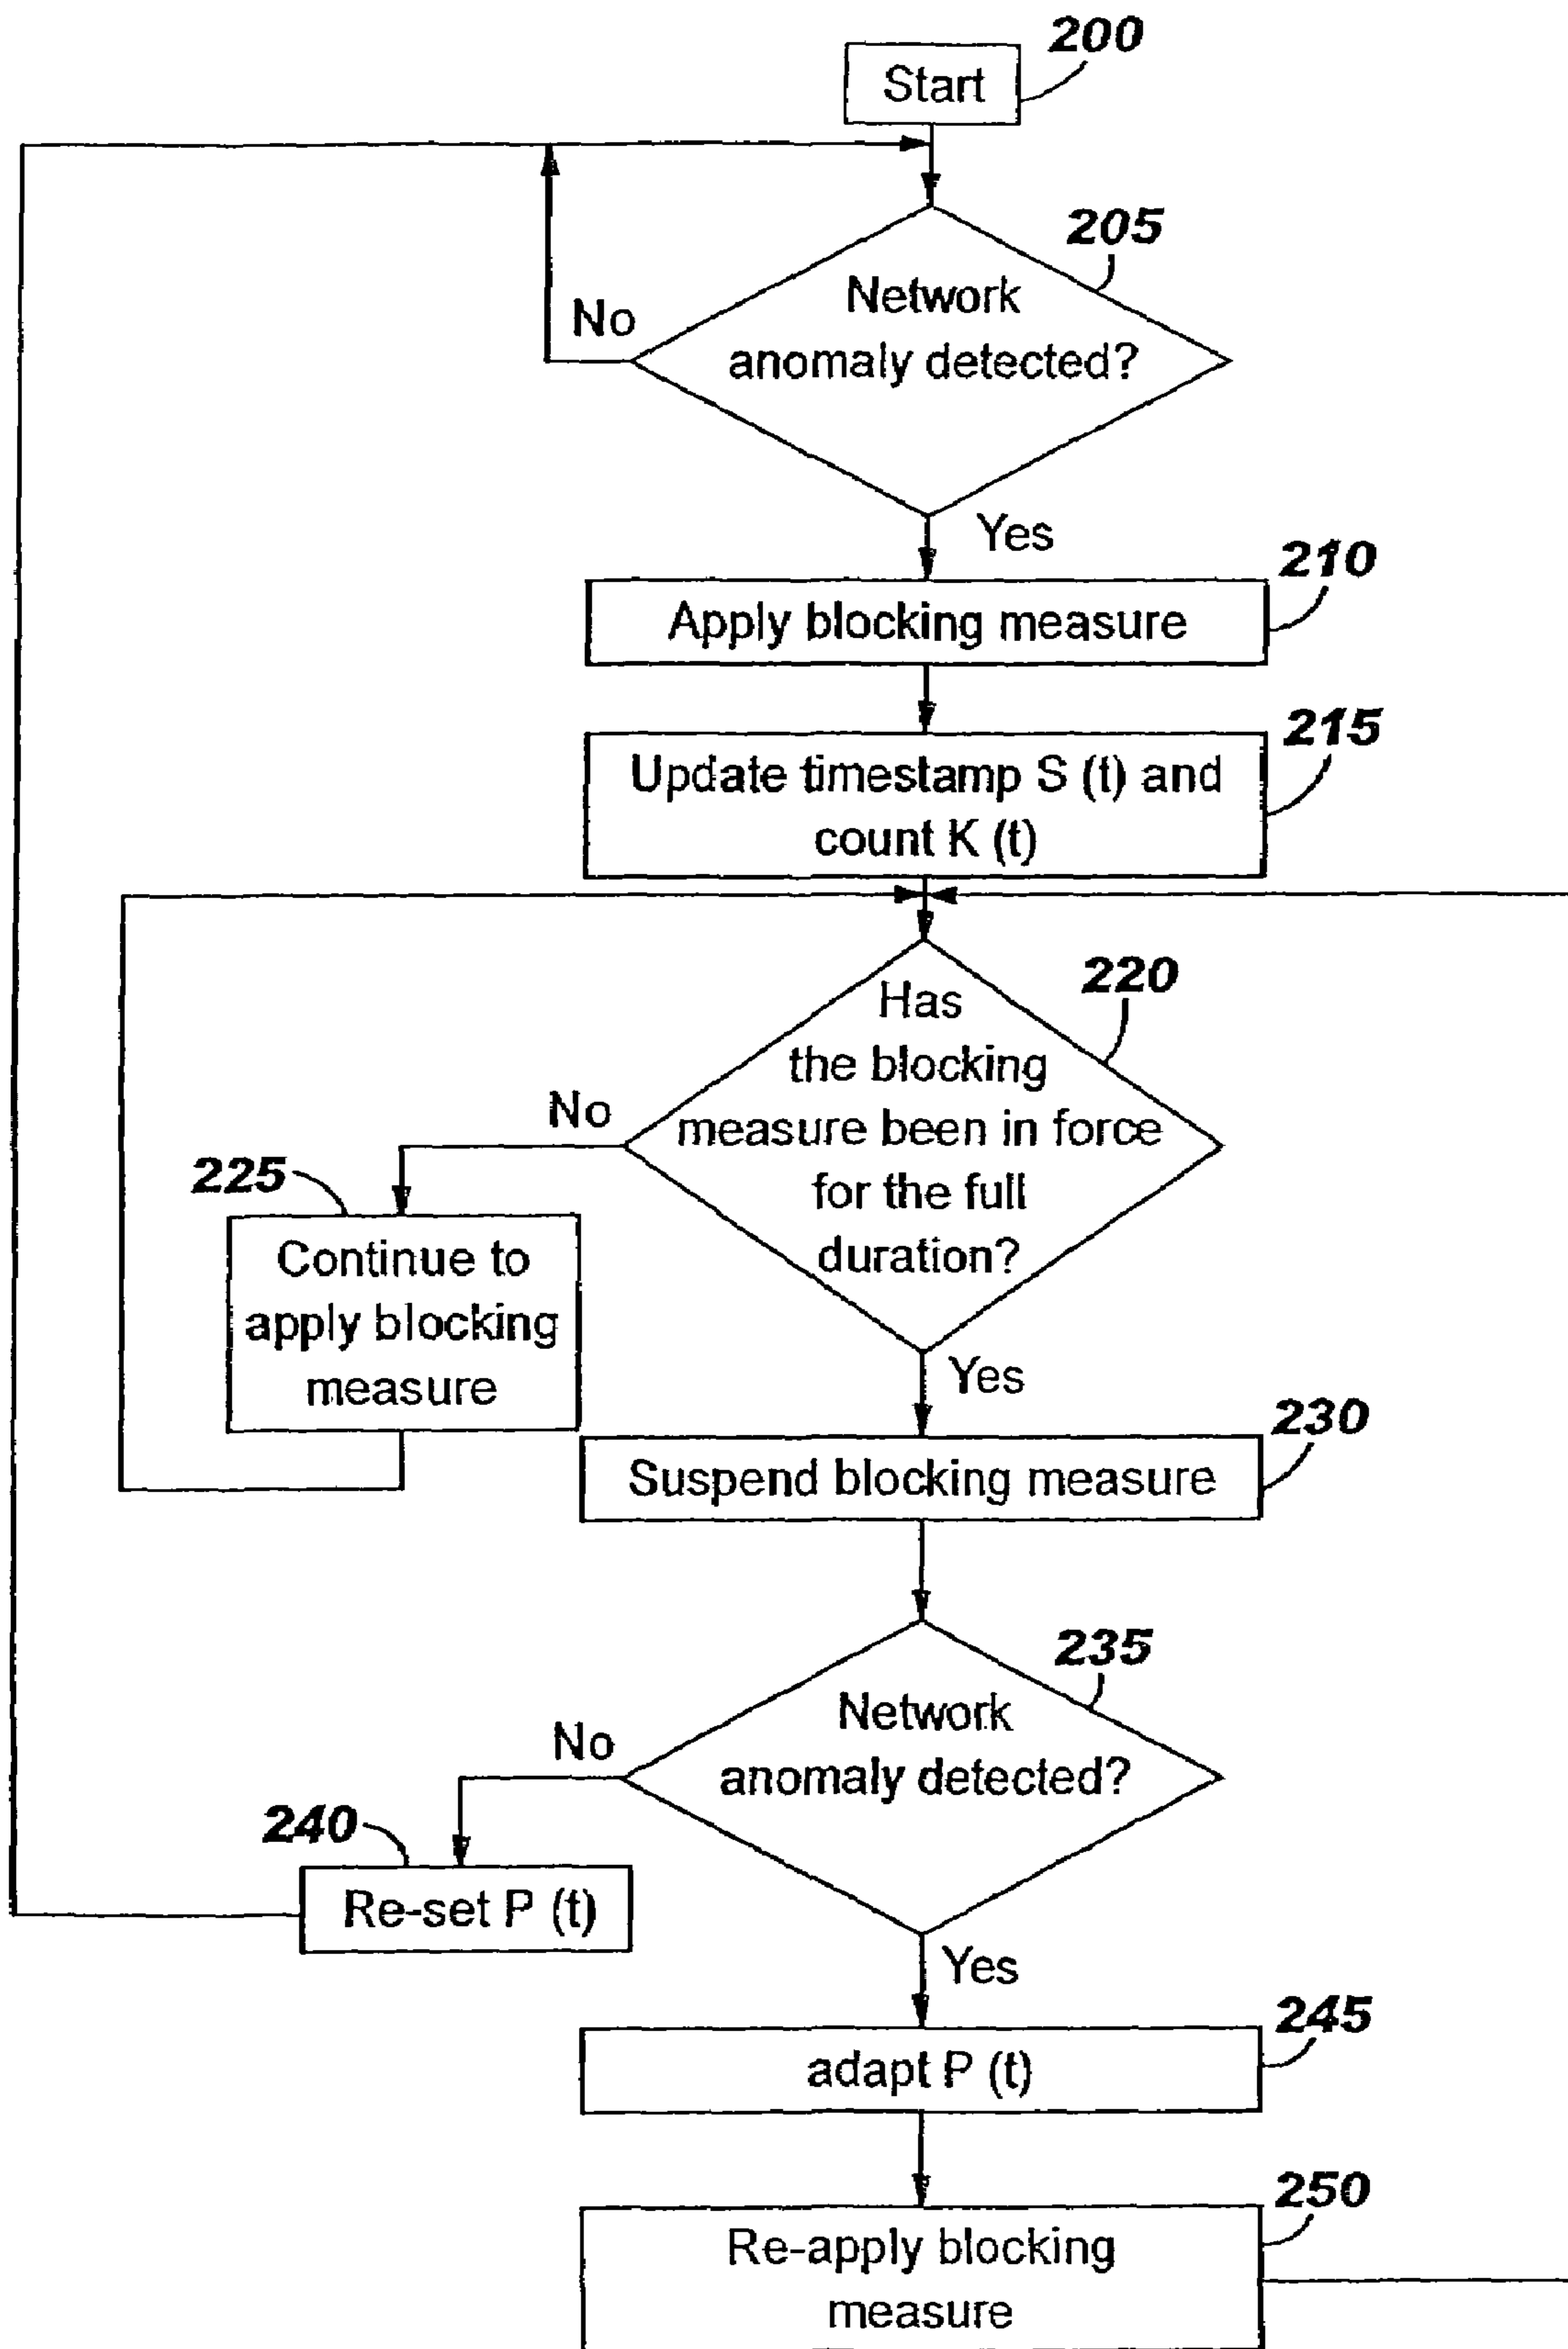 200
Start
205
Network
anomaly detected?
No
Yes
210
Apply blocking measure
215
Update timestamp S (t) and
count K (t)
220
Has
the blocking
measure been in force
for the full
duration?
No
225
Continue to
apply blocking
measure
Yes
230
Suspend blocking measure
235
Network
anomaly detected?
No
240
Re-set P (t)
Yes
245
adapt P (t)
250
Re-apply blocking
measure